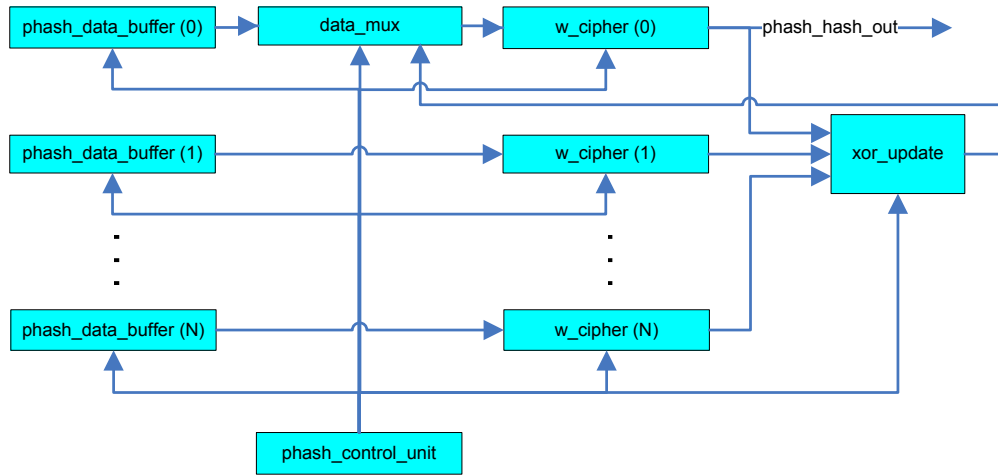 phash_data_buffer (0)
data_mux
w_cipher (0)
phash_hash_out
phash_data_buffer (1)
w_cipher (1)
xor_update
phash_data_buffer (N)
w_cipher (N)
phash_control_unit